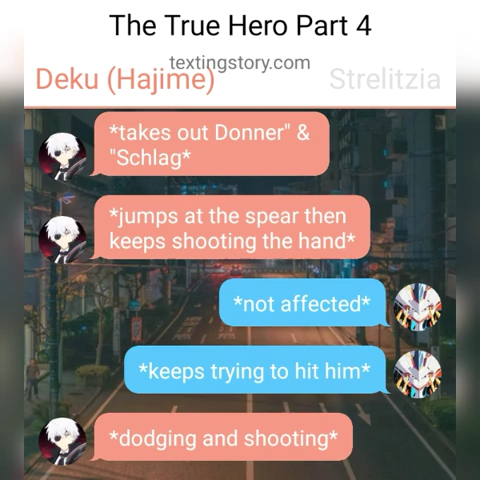 The True Hero Part 4
textingstory.com
Deku (Hajime)
Strelitzia
*takes out Donner" &
"Schlag*
*jumps at the spear then
keeps shooting the hand*
*not affected*
*keeps trying to hit him*
*dodging and shooting*